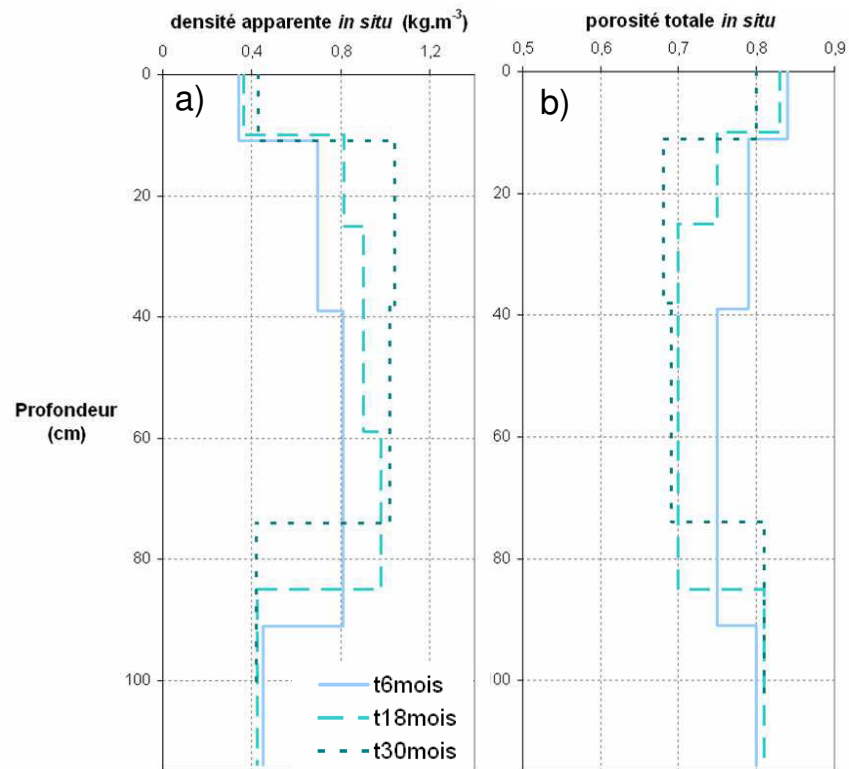 densité apparente in situ (kg.m-3)
0 0,4 0,8 1,2
a)
0
20
40
60
80
100
Profondeur
(cm)
t6mois
t18mois
t30mois
porosité totale in situ
0,5 0,6 0,7 0,8 0,9
b)
0
20
40
60
80
00